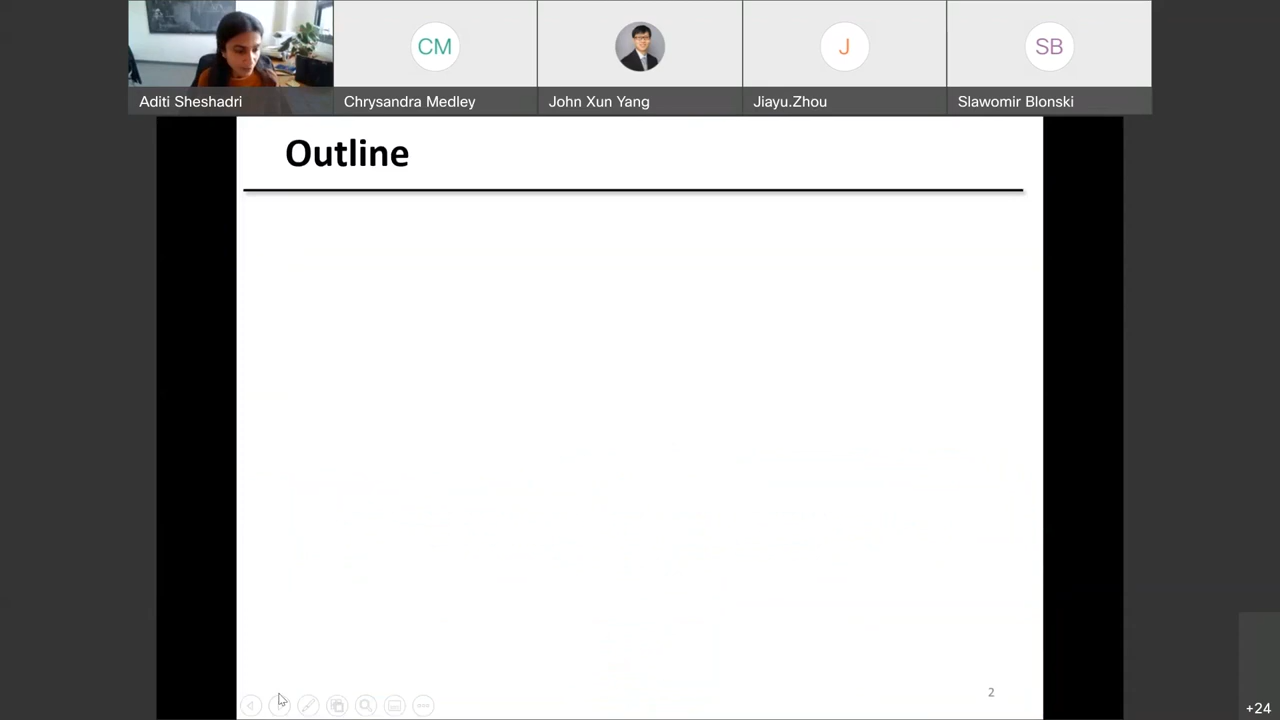 CM
J
SB
Aditi Sheshadri
Chrysandra Medley
John Xun Yang
Jiayu.Zhou
Slawomir Blonski
Outline
2
+24